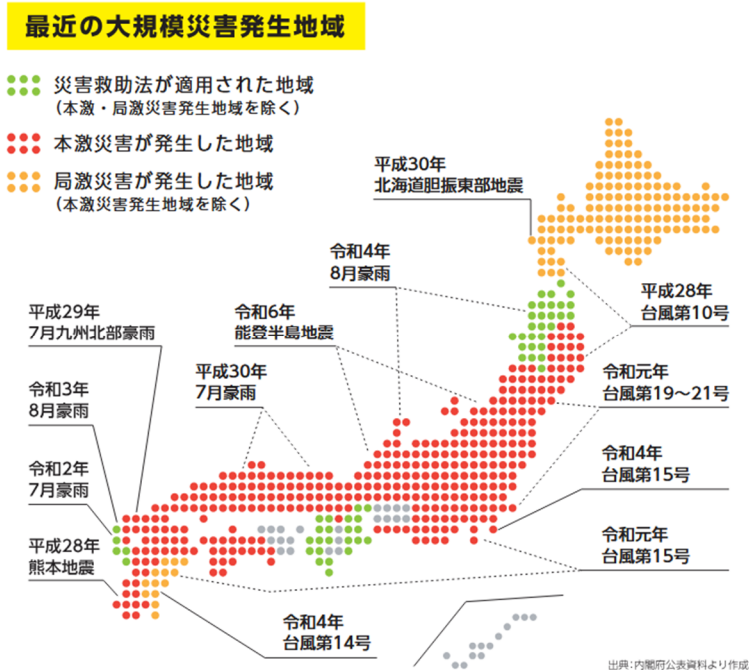 最近の大規模災害発生地域
災害救助法が適用された地域
（本激・局激災害発生地域を除く）
本激災害が発生した地域
局激災害が発生した地域
（本激災害発生地域を除く）
平成30年
北海道胆振東部地震
令和4年
8月豪雨
平成28年
台風第10号
平成29年
7月九州北部豪雨
令和6年
能登半島地震
平成30年
7月豪雨
令和元年
台風第19～21号
令和3年
8月豪雨
令和4年
台風第15号
令和2年
7月豪雨
令和元年
台風第15号
平成28年
熊本地震
令和4年
台風第14号
出典：内閣府公表資料より作成